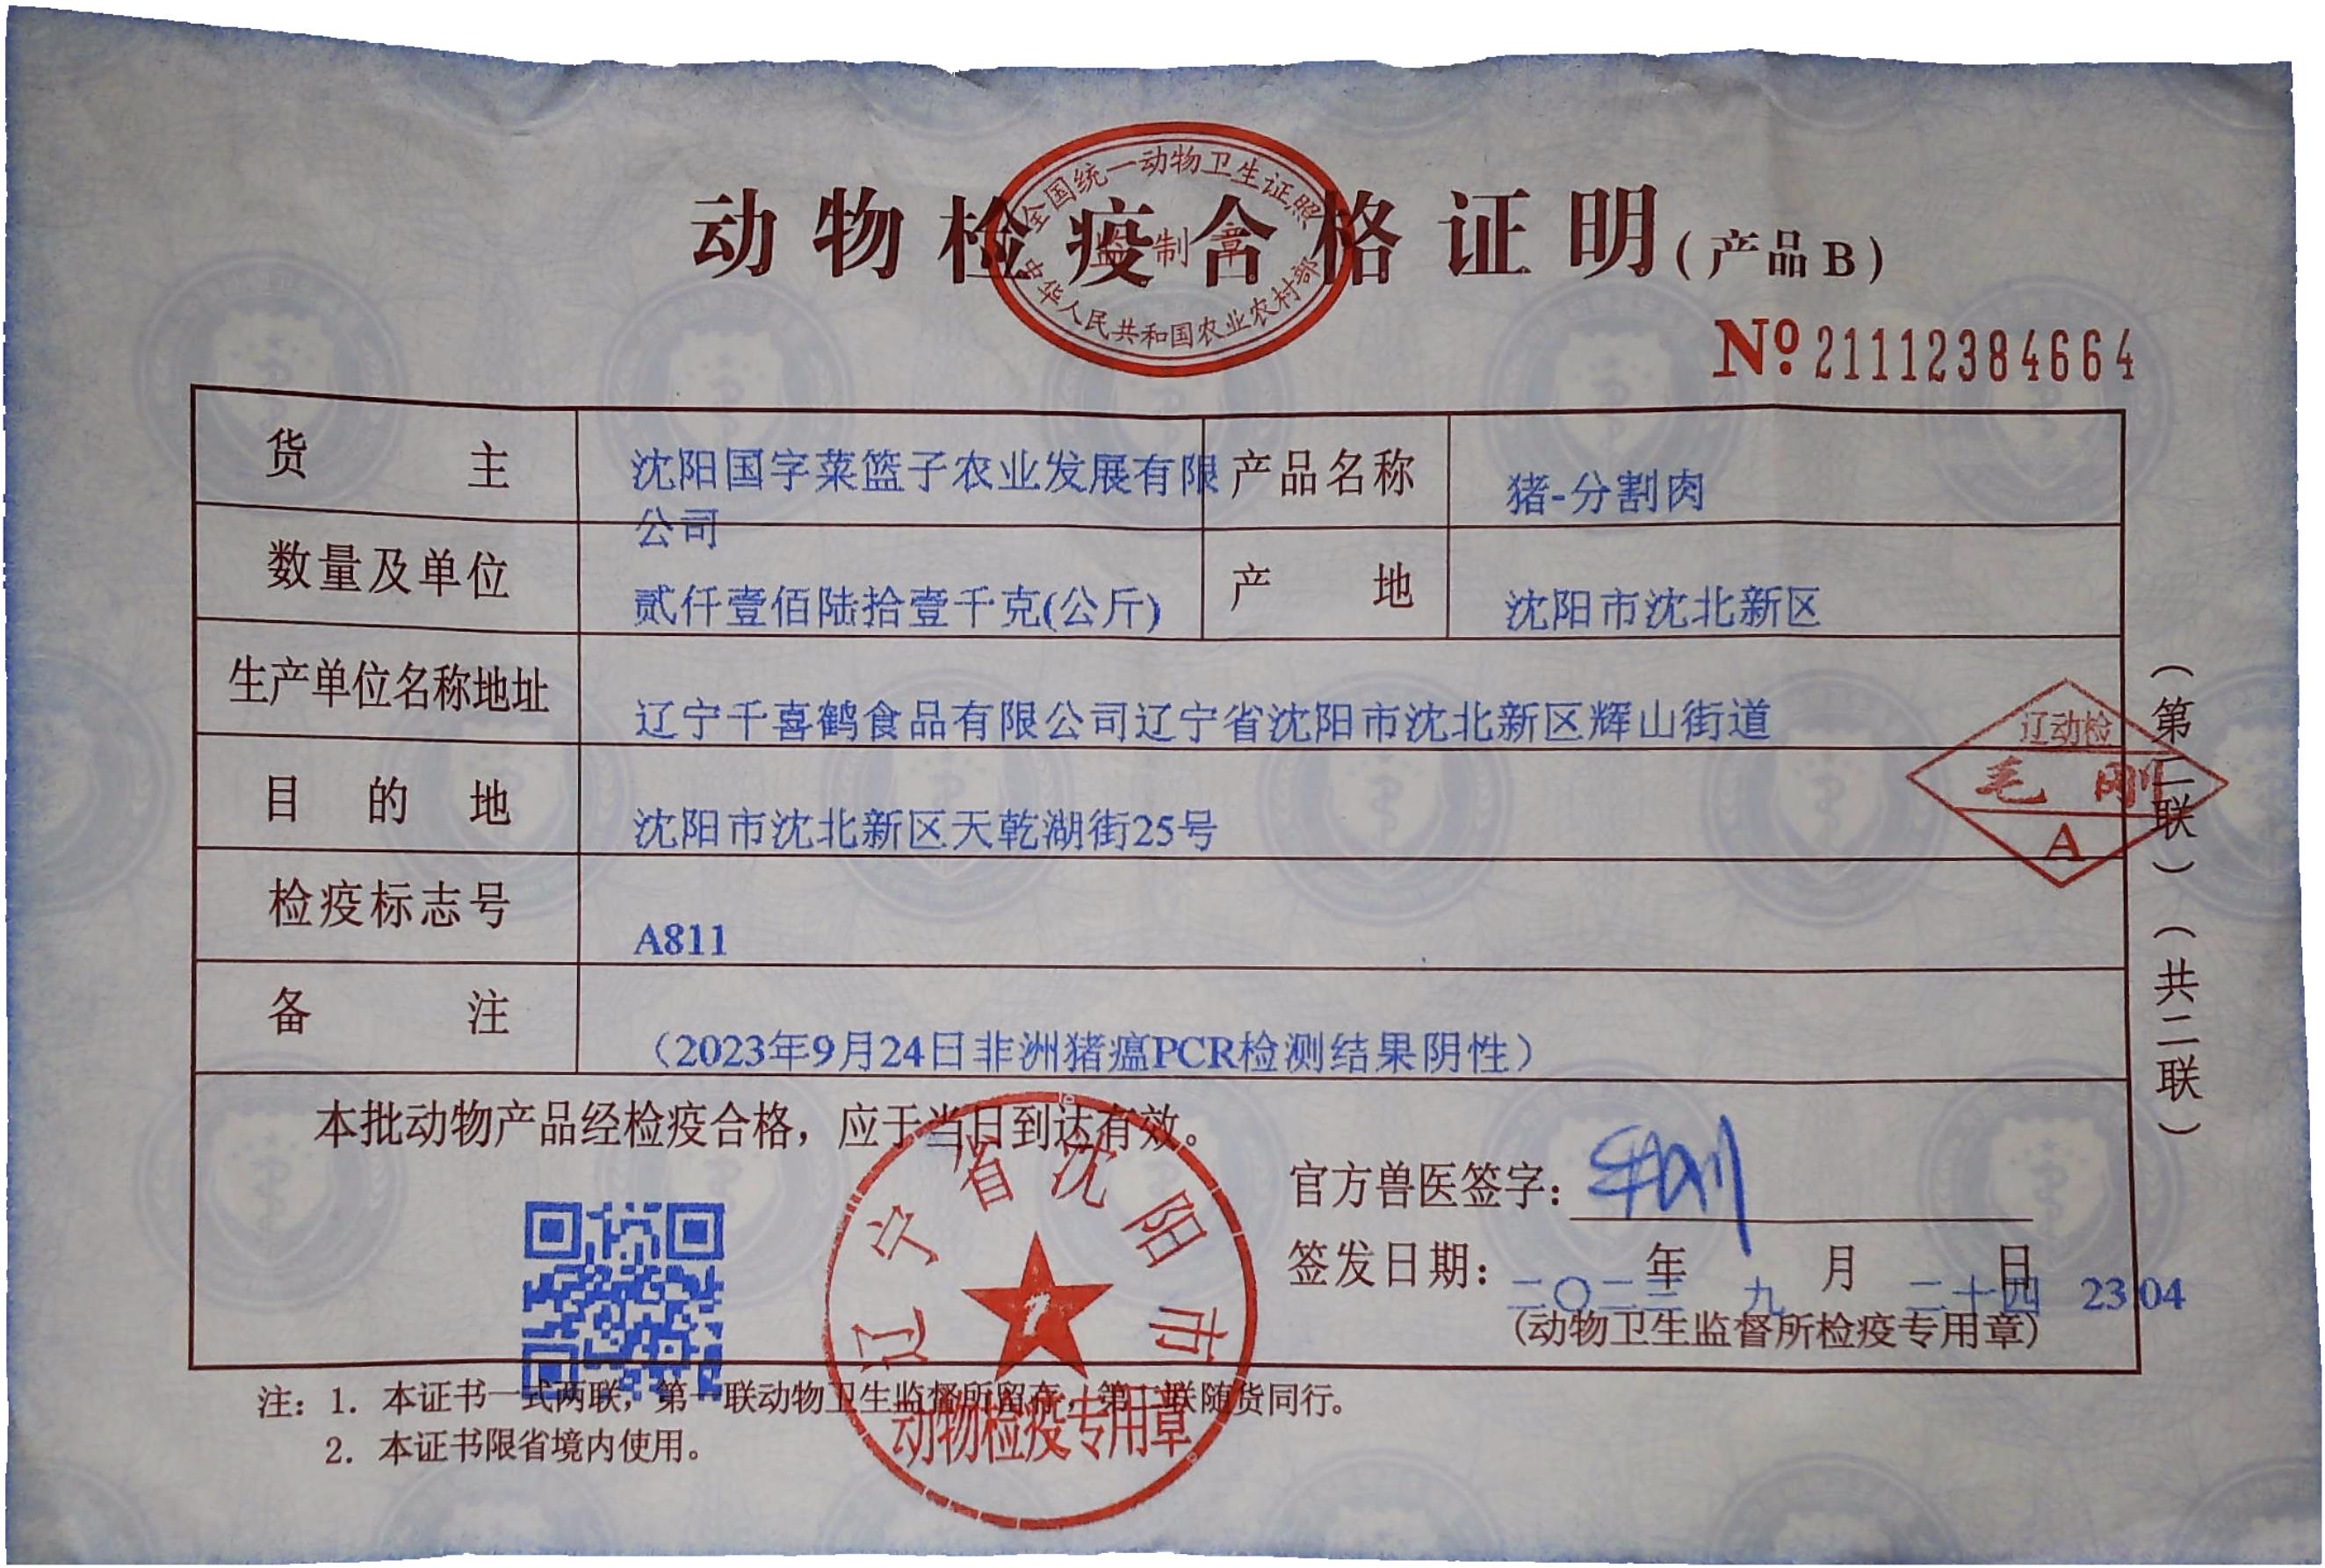 全国统一动物卫生证照
监制章
中华人民共和国农业农村部
动物检疫合格证明(产品B)
№21112384664
货主 沈阳国字菜篮子农业发展有限公司 产品名称 猪-分割肉
数量及单位 贰仟壹佰陆拾壹千克(公斤) 产地 沈阳市沈北新区
生产单位名称地址 辽宁千喜鹤食品有限公司辽宁省沈阳市沈北新区辉山街道
目的地 沈阳市沈北新区天乾湖街25号
检疫标志号 A811
备注 （2023年9月24日非洲猪瘟PCR检测结果阴性）
辽动检
毛刚
A
（第二联）（共二联）
本批动物产品经检疫合格，应于当日到达有效。
官方兽医签字：毛刚
签发日期：二〇二三年九月二十四日 23 04
(动物卫生监督所检疫专用章)
辽宁省沈阳市
1
动物检疫专用章
注：1. 本证书一式两联，第一联动物卫生监督所留存，第二联随货同行。
2. 本证书限省境内使用。